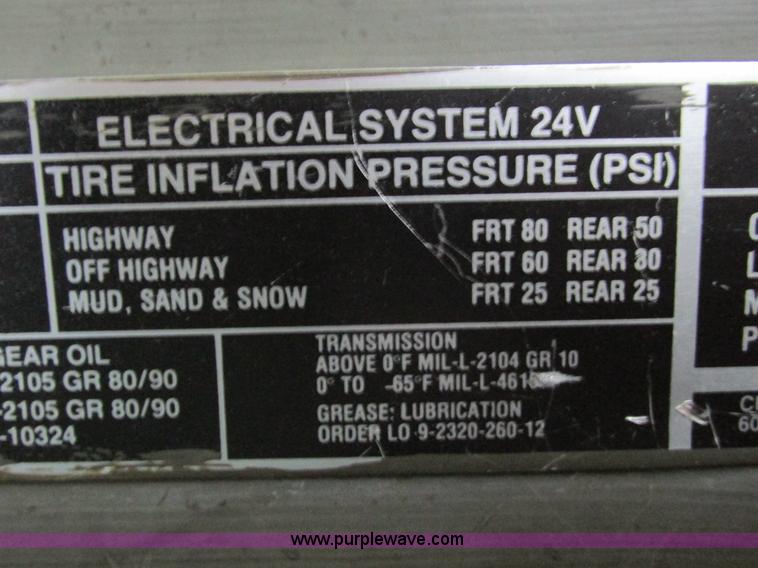 ELECTRICAL SYSTEM 24V
TIRE INFLATION PRESSURE (PSI)
HIGHWAY FRT 80 REAR 50
OFF HIGHWAY FRT 60 REAR 30
MUD, SAND & SNOW FRT 25 REAR 25
GEAR OIL
2105 GR 80/90
-2105 GR 80/90
-10324
TRANSMISSION
ABOVE 0°F MIL-L-2104 GR 10
0° TO -65°F MIL-L-461
GREASE: LUBRICATION
ORDER LO 9-2320-260-12
www.purplewave.com